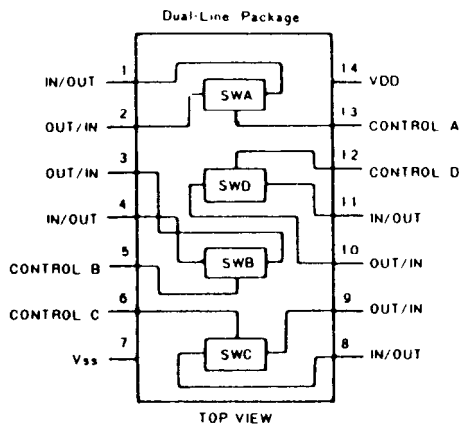 Dual-Line Package
1
IN/OUT
14
VDD
SWA
2
OUT/IN
13
CONTROL A
3
OUT/IN
12
CONTROL D
SWD
4
IN/OUT
11
IN/OUT
5
CONTROL B
SWB
10
OUT/IN
6
CONTROL C
9
OUT/IN
7
Vss
SWC
8
IN/OUT
TOP VIEW